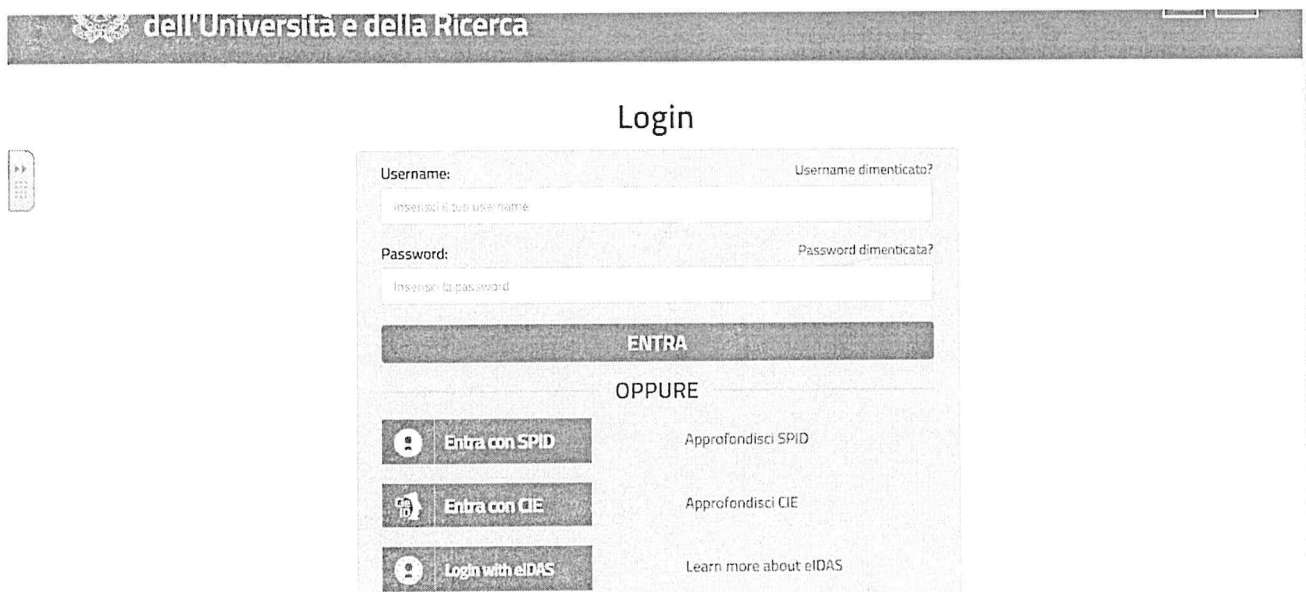 dell'Università e della Ricerca
Login
Username:
Username dimenticato?
Inserisci il tuo username
Password:
Password dimenticata?
Inserisci la password
ENTRA
OPPURE
Entra con SPID
Approfondisci SPID
Entra con CIE
Approfondisci CIE
Login with eIDAS
Learn more about eIDAS